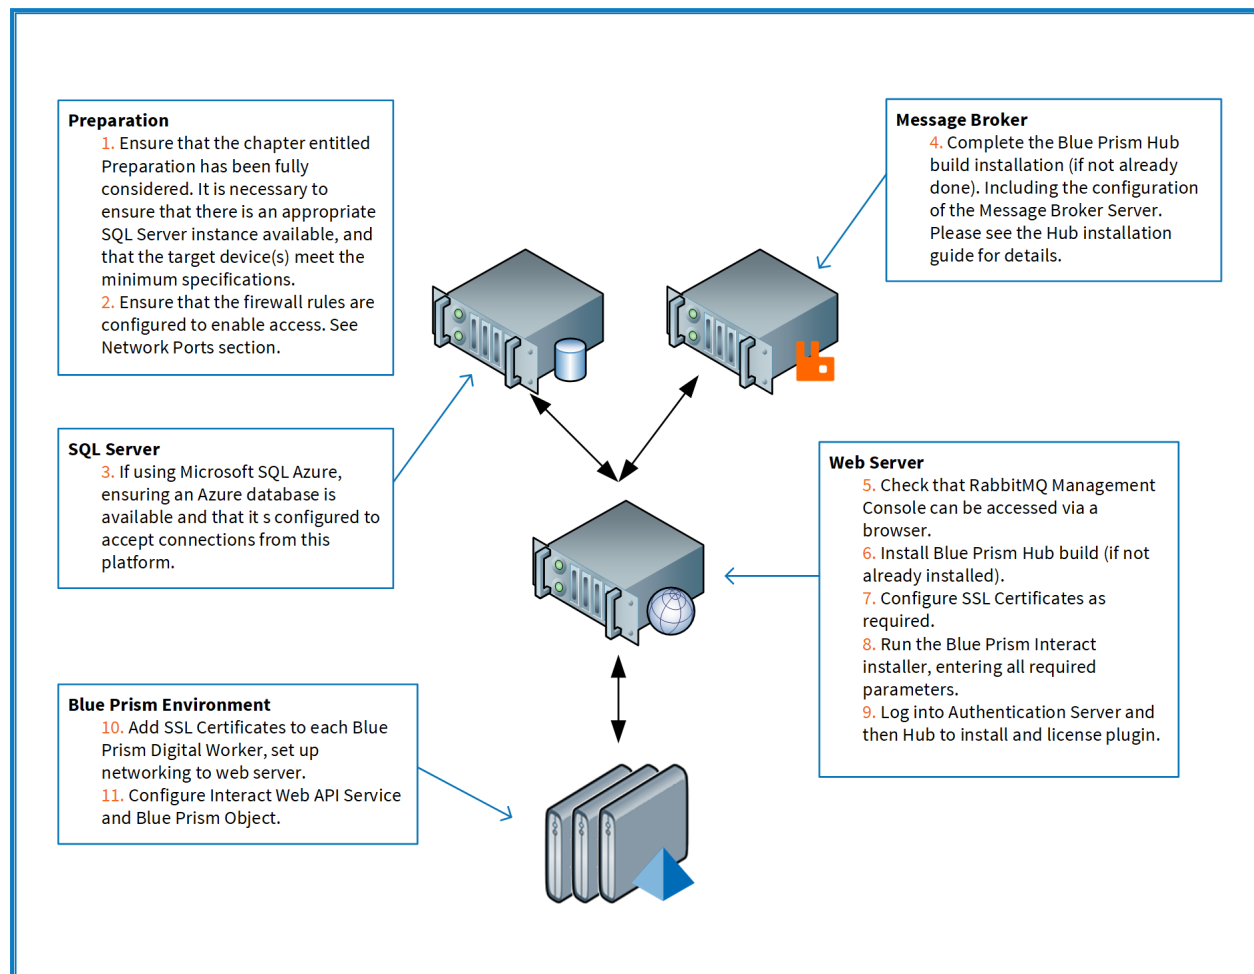 Preparation
1. Ensure that the chapter entitled
Preparation has been fully
considered. It is necessary to
ensure that there is an appropriate
SQL Server instance available, and
that the target device(s) meet the
minimum specifications.
2. Ensure that the firewall rules are
configured to enable access. See
Network Ports section.
Message Broker
4. Complete the Blue Prism Hub
build installation (if not already
done). Including the configuration
of the Message Broker Server.
Please see the Hub installation
guide for details.
SQL Server
3. If using Microsoft SQL Azure,
ensuring an Azure database is
available and that it s configured to
accept connections from this
platform.
Web Server
5. Check that RabbitMQ Management
Console can be accessed via a
browser.
6. Install Blue Prism Hub build (if not
already installed).
7. Configure SSL Certificates as
required.
8. Run the Blue Prism Interact
installer, entering all required
parameters.
9. Log into Authentication Server and
then Hub to install and license plugin.
Blue Prism Environment
10. Add SSL Certificates to each Blue
Prism Digital Worker, set up
networking to web server.
11. Configure Interact Web API Service
and Blue Prism Object.